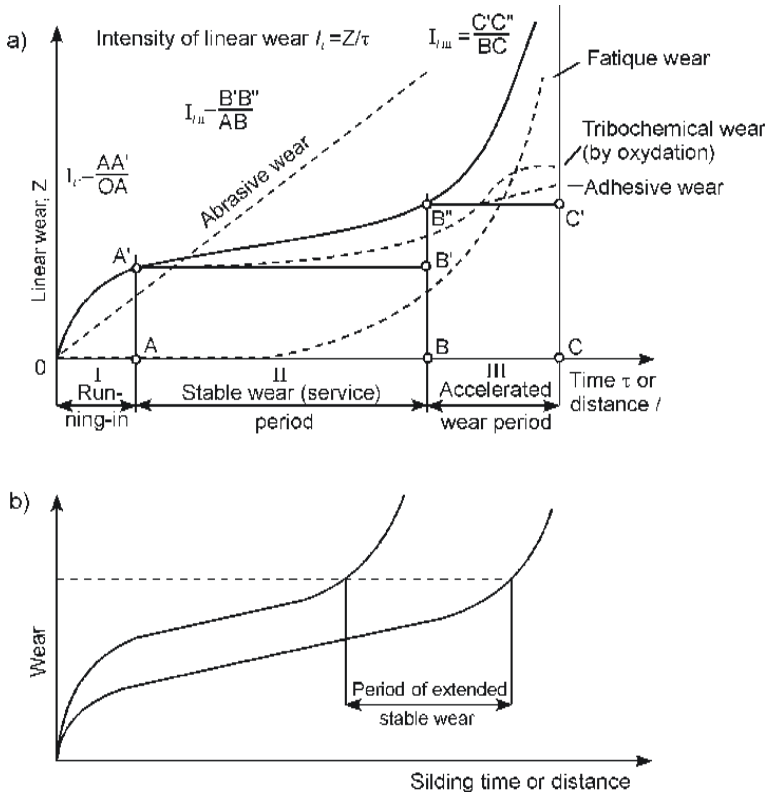 a)
Intensity of linear wear I_l=Z/τ
I_lIII=C'C''/BC
Fatique wear
I_lII–B'B''/AB
Tribochemical wear
(by oxydation)
Abrasive wear
I_l–AA'/OA
Adhesive wear
Linear wear, Z
A'
B''
C'
B'
0
A
B
C
I
II
III
Run-
ning-in
Stable wear (service)
period
Accelerated
wear period
Time τ or
distance l
b)
Wear
Period of extended
stable wear
Silding time or distance